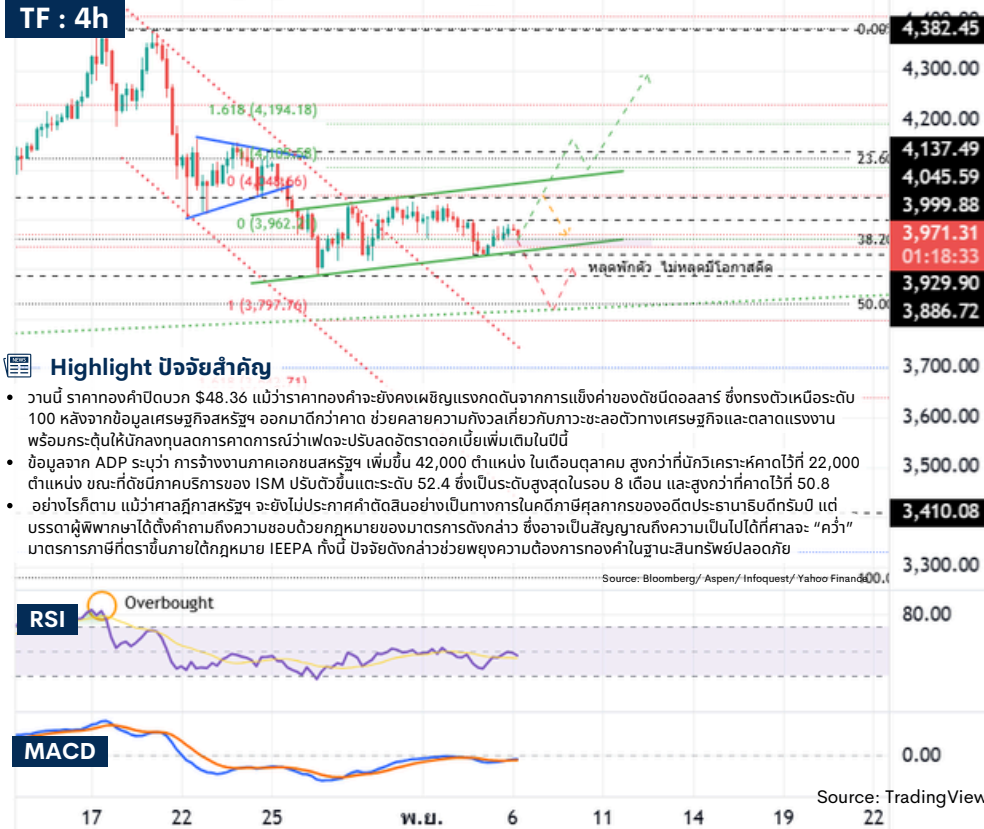 TF : 4h
4,382.45
0.00
4,300.00
1.618 (4,194.18)
4,200.00
4,137.49
23.60
0 (4,048.66)
4,045.59
3,999.88
3,971.31
01:18:33
38.20
หลุดพักตัว ไม่หลุดมีโอกาสดีด
3,929.90
1 (3,797.76)
50.00
3,886.72
3,700.00
Highlight ปัจจัยสำคัญ
• วานนี้ ราคาทองคำปิดบวก $48.36 แม้ว่าราคาทองคำจะยังคงเผชิญแรงกดดันจากการแข็งค่าของดัชนีดอลลาร์ ซึ่งทรงตัวเหนือระดับ
100 หลังจากข้อมูลเศรษฐกิจสหรัฐฯ ออกมาดีกว่าคาด ช่วยคลายความกังวลเกี่ยวกับภาวะชะลอตัวทางเศรษฐกิจและตลาดแรงงาน
พร้อมกระตุ้นให้นักลงทุนลดการคาดการณ์ว่าเฟดจะปรับลดอัตราดอกเบี้ยเพิ่มเติมในปีนี้
3,600.00
• ข้อมูลจาก ADP ระบุว่า การจ้างงานภาคเอกชนสหรัฐฯ เพิ่มขึ้น 42,000 ตำแหน่ง ในเดือนตุลาคม สูงกว่าที่นักวิเคราะห์คาดไว้ที่ 22,000
ตำแหน่ง ขณะที่ดัชนีภาคบริการของ ISM ปรับตัวขึ้นแตะระดับ 52.4 ซึ่งเป็นระดับสูงสุดในรอบ 8 เดือน และสูงกว่าที่คาดไว้ที่ 50.8
3,500.00
• อย่างไรก็ตาม แม้ว่าศาลฎีกาสหรัฐฯ จะยังไม่ประกาศคำตัดสินอย่างเป็นทางการในคดีภาษีศุลกากรของอดีตประธานาธิบดีทรัมป์ แต่
บรรดาผู้พิพากษาได้ตั้งคำถามถึงความชอบด้วยกฎหมายของมาตรการดังกล่าว ซึ่งอาจเป็นสัญญาณถึงความเป็นไปได้ที่ศาลจะ “คว่ำ”
มาตรการภาษีที่ตราขึ้นภายใต้กฎหมาย IEEPA ทั้งนี้ ปัจจัยดังกล่าวช่วยพยุงความต้องการทองคำในฐานะสินทรัพย์ปลอดภัย
3,410.08
3,300.00
Source: Bloomberg/ Aspen/ Infoquest/ Yahoo Finance
Overbought
RSI
80.00
MACD
0.00
Source: TradingView
17 22 25 พ.ย. 6 11 14 19 22